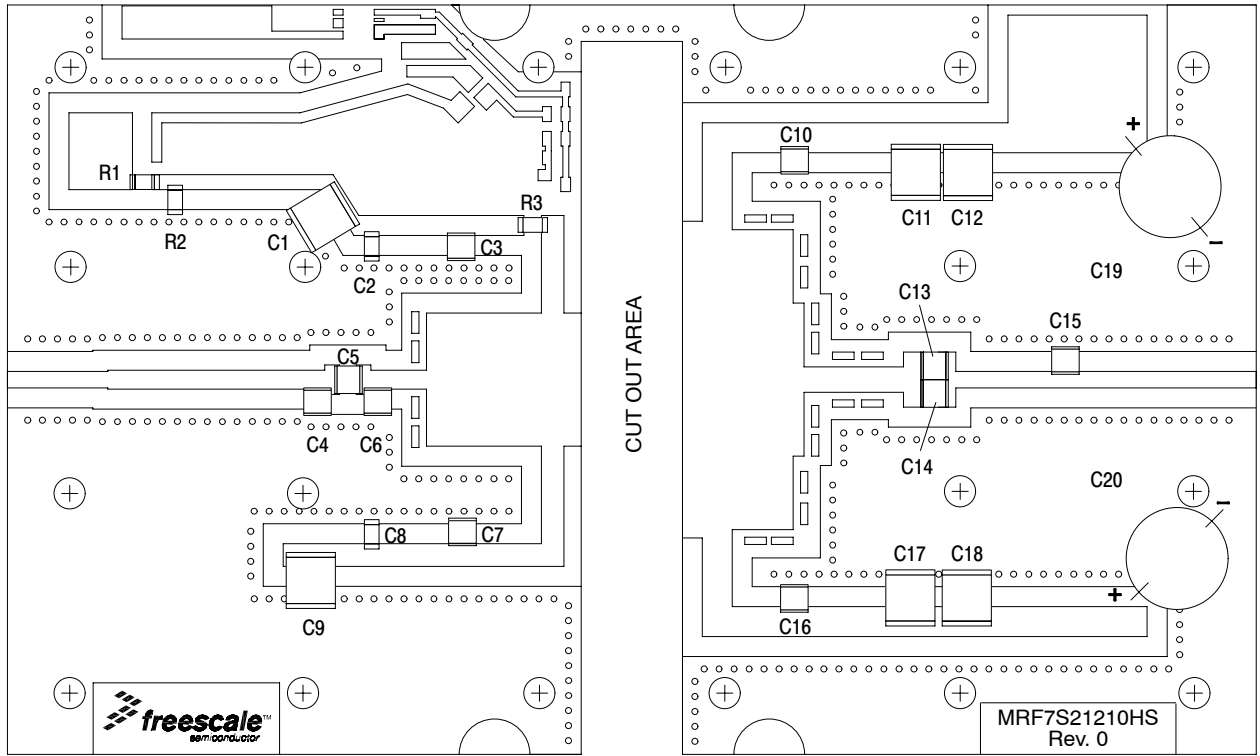 C10
+
R1
R3
R2
C1
C11
C12
C3
−
C2
C19
C13
C15
C5
CUT OUT AREA
C4
C6
C14
C20
−
C8
C7
C17
C18
+
C9
C16
freescale™
semiconductor
MRF7S21210HS
Rev. 0